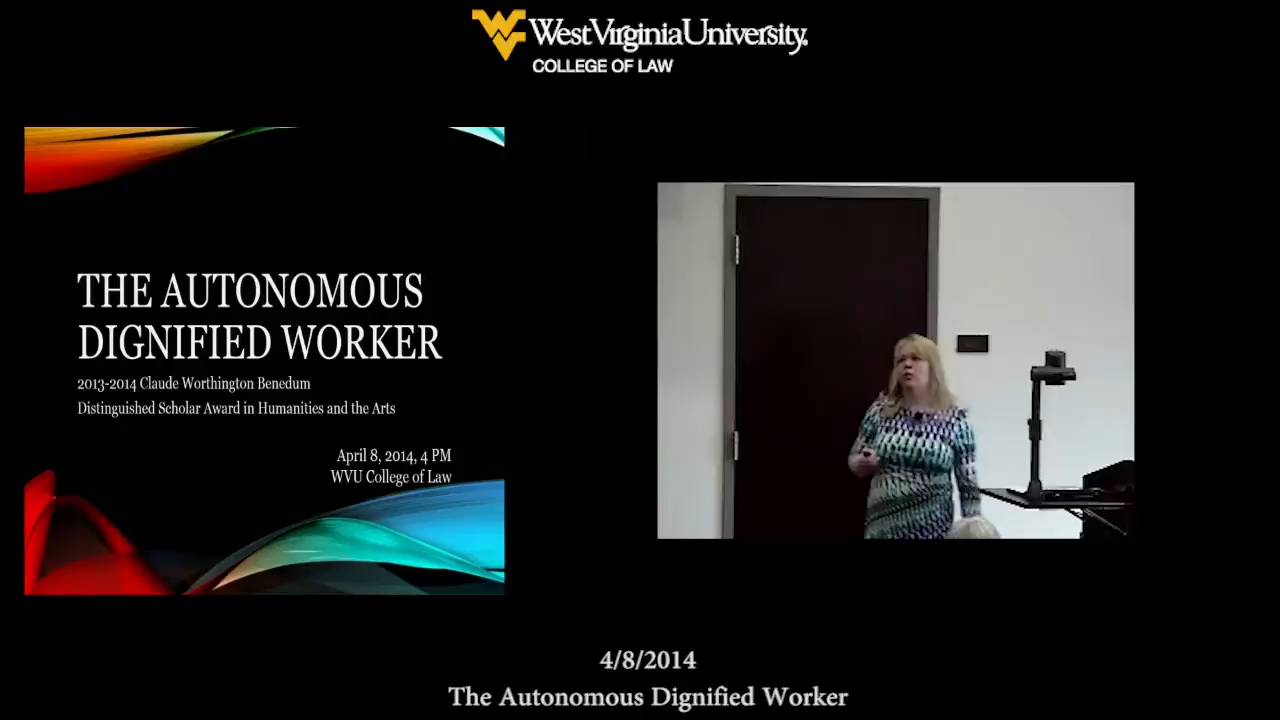 West Virginia University.
COLLEGE OF LAW
THE AUTONOMOUS
DIGNIFIED WORKER
2013-2014 Claude Worthington Benedum
Distinguished Scholar Award in Humanities and the Arts
April 8, 2014, 4 PM
WVU College of Law
4/8/2014
The Autonomous Dignified Worker